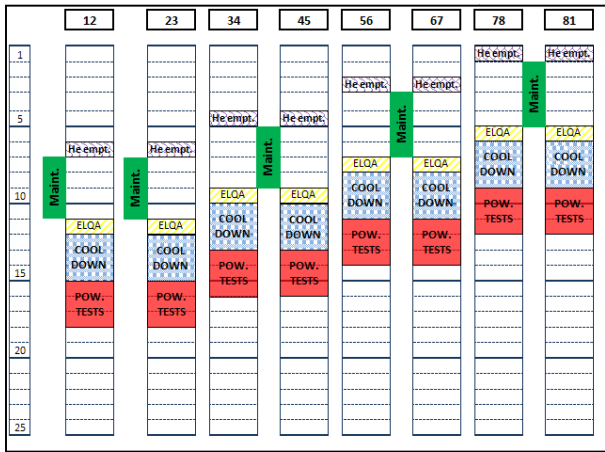 12 23 34 45 56 67 78 81
1
He empt. He empt.
He empt. He empt.
Maint.
Maint.
5
He empt. He empt.
ELQA ELQA
He empt. He empt.
Maint.
COOL COOL
DOWN DOWN
ELQA ELQA
Maint. Maint.
COOL COOL
DOWN DOWN
10
ELQA ELQA
POW. POW.
TESTS TESTS
COOL COOL
DOWN DOWN
ELQA ELQA
POW. POW.
TESTS TESTS
COOL COOL
DOWN DOWN
POW. POW.
TESTS TESTS
15
POW. POW.
TESTS TESTS
20
25